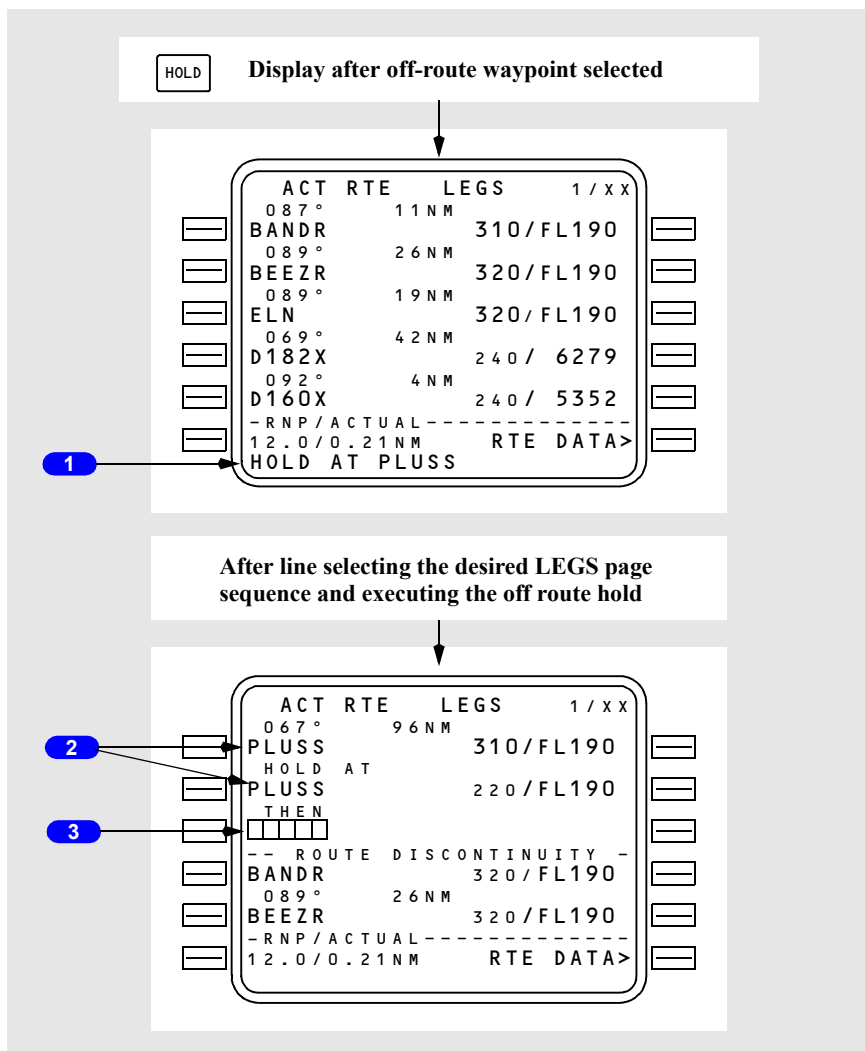 HOLD Display after off-route waypoint selected
ACT RTE LEGS 1/XX
087° 11NM
BANDR 310/FL190
089° 26NM
BEEZR 320/FL190
089° 19NM
ELN 320/FL190
069° 42NM
D182X 240/ 6279
092° 4NM
D160X 240/ 5352
-RNP/ACTUAL--------------
12.0/0.21NM RTE DATA>
1 HOLD AT PLUSS
After line selecting the desired LEGS page
sequence and executing the off route hold
ACT RTE LEGS 1/XX
067° 96NM
2 PLUSS 310/FL190
HOLD AT
PLUSS 220/FL190
THEN
3 □□□□□
-- ROUTE DISCONTINUITY -
BANDR 320/FL190
089° 26NM
BEEZR 320/FL190
-RNP/ACTUAL--------------
12.0/0.21NM RTE DATA>